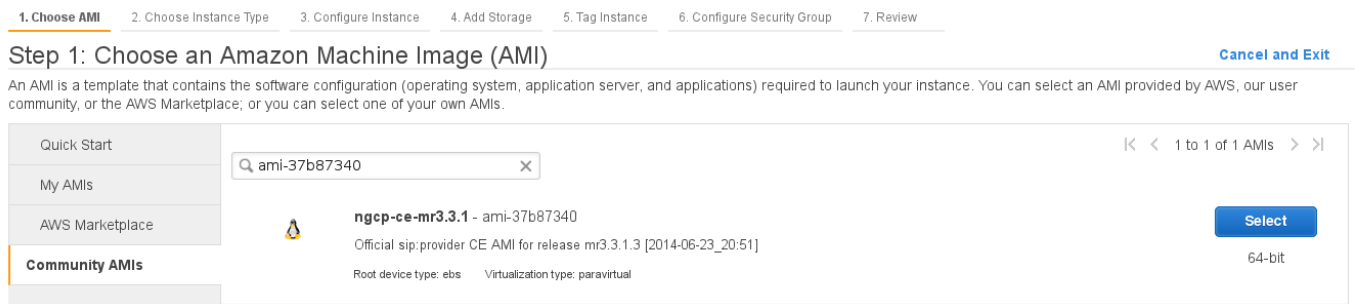 1. Choose AMI 2. Choose Instance Type 3. Configure Instance 4. Add Storage 5. Tag Instance 6. Configure Security Group 7. Review
Step 1: Choose an Amazon Machine Image (AMI)
Cancel and Exit
An AMI is a template that contains the software configuration (operating system, application server, and applications) required to launch your instance. You can select an AMI provided by AWS, our user
community, or the AWS Marketplace; or you can select one of your own AMIs.
Quick Start
My AMIs
AWS Marketplace
Community AMIs
1 to 1 of 1 AMIs
ami-37b87340
ngcp-ce-mr3.3.1 - ami-37b87340
Official sip:provider CE AMI for release mr3.3.1.3 [2014-06-23_20:51]
Root device type: ebs Virtualization type: paravirtual
Select
64-bit